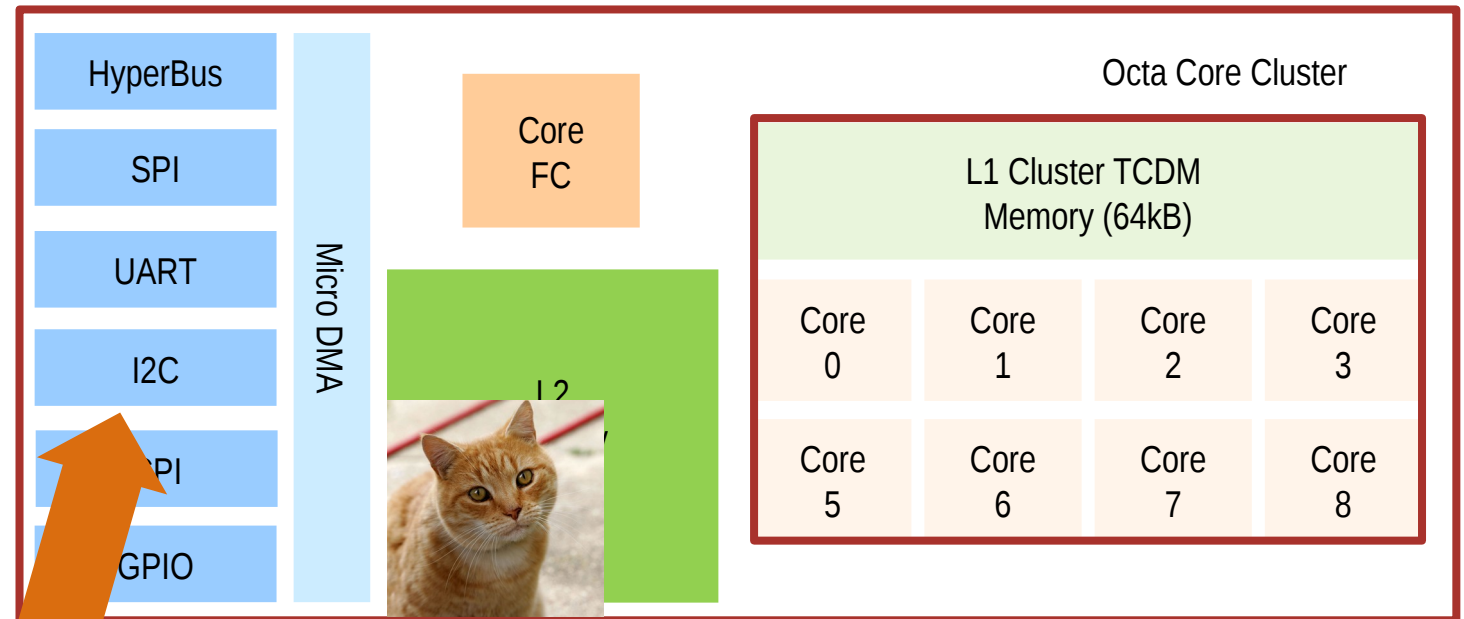 HyperBus
SPI
UART
I2C
GPIO
Micro DMA
Core
FC
L2
Octa Core Cluster
L1 Cluster TCDM
Memory (64kB)
Core
0
Core
1
Core
2
Core
3
Core
5
Core
6
Core
7
Core
8